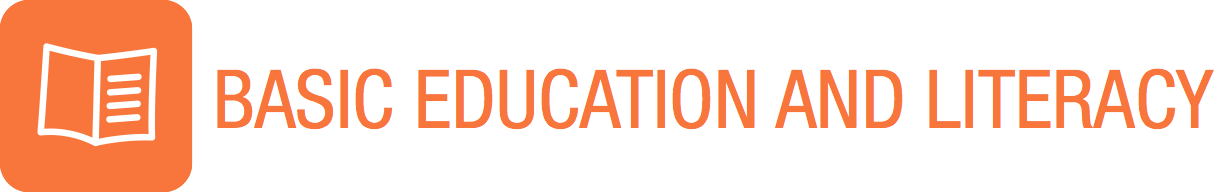 BASIC EDUCATION AND LITERACY